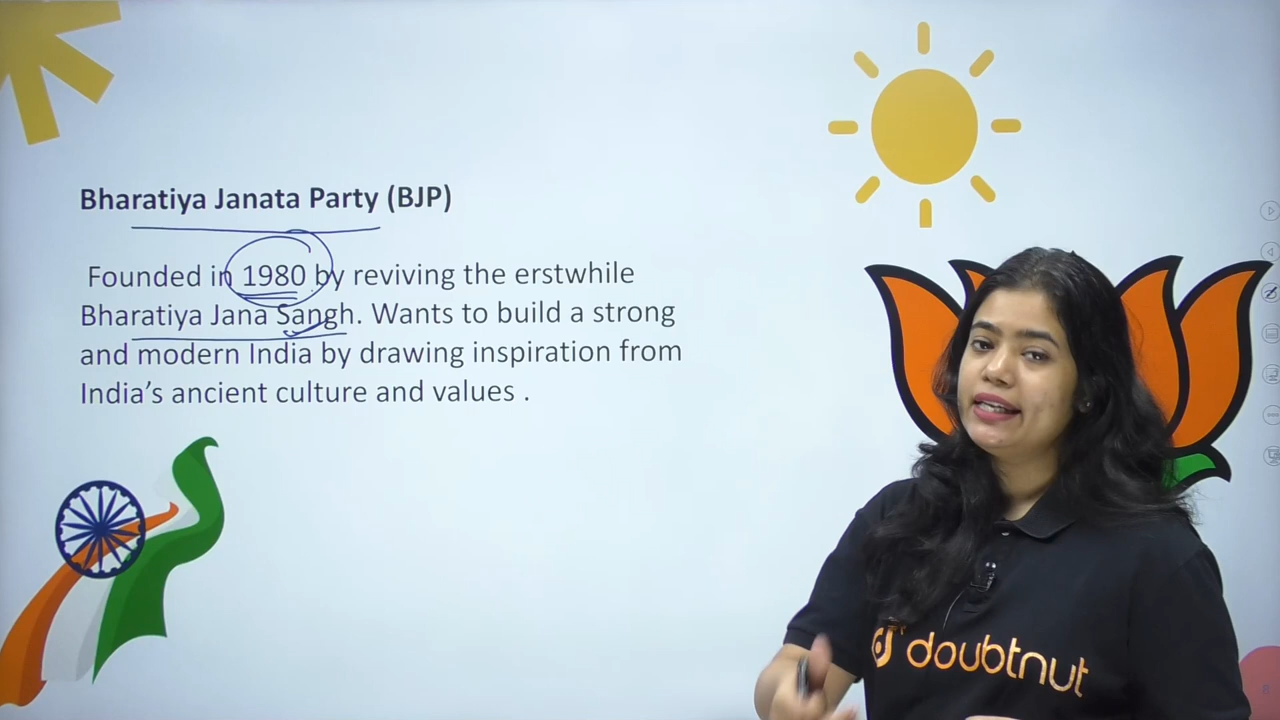 Bharatiya Janata Party (BJP)
Founded in 1980 by reviving the erstwhile
Bharatiya Jana Sangh. Wants to build a strong
and modern India by drawing inspiration from
India's ancient culture and values .
doubtnut
8